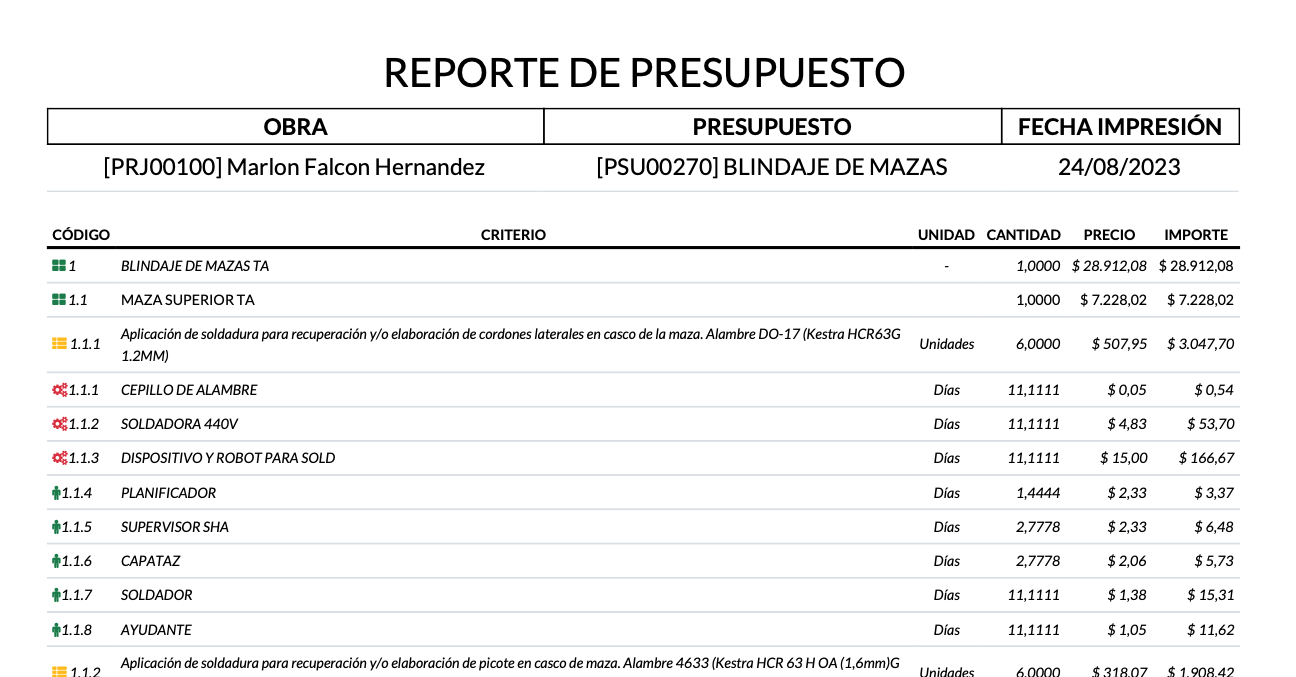 REPORTE DE PRESUPUESTO
OBRA PRESUPUESTO FECHA IMPRESIÓN
[PRJ00100] Marlon Falcon Hernandez [PSU00270] BLINDAJE DE MAZAS 24/08/2023
CÓDIGO CRITERIO UNIDAD CANTIDAD PRECIO IMPORTE
1 BLINDAJE DE MAZAS TA - 1,0000 $ 28.912,08 $ 28.912,08
1.1 MAZA SUPERIOR TA 1,0000 $ 7.228,02 $ 7.228,02
1.1.1 Aplicación de soldadura para recuperación y/o elaboración de cordones laterales en casco de la maza. Alambre DO-17 (Kestra HCR63G
1.2MM) Unidades 6,0000 $ 507,95 $ 3.047,70
1.1.1 CEPILLO DE ALAMBRE Días 11,1111 $ 0,05 $ 0,54
1.1.2 SOLDADORA 440V Días 11,1111 $ 4,83 $ 53,70
1.1.3 DISPOSITIVO Y ROBOT PARA SOLD Días 11,1111 $ 15,00 $ 166,67
1.1.4 PLANIFICADOR Días 1,4444 $ 2,33 $ 3,37
1.1.5 SUPERVISOR SHA Días 2,7778 $ 2,33 $ 6,48
1.1.6 CAPATAZ Días 2,7778 $ 2,06 $ 5,73
1.1.7 SOLDADOR Días 11,1111 $ 1,38 $ 15,31
1.1.8 AYUDANTE Días 11,1111 $ 1,05 $ 11,62
Aplicación de soldadura para recuperación y/o elaboración de picote en casco de maza. Alambre 4633 (Kestra HCR 63 H OA (1,6mm)G
1.1.2 Unidades 6,0000 $ 318,07 $ 1.908,42